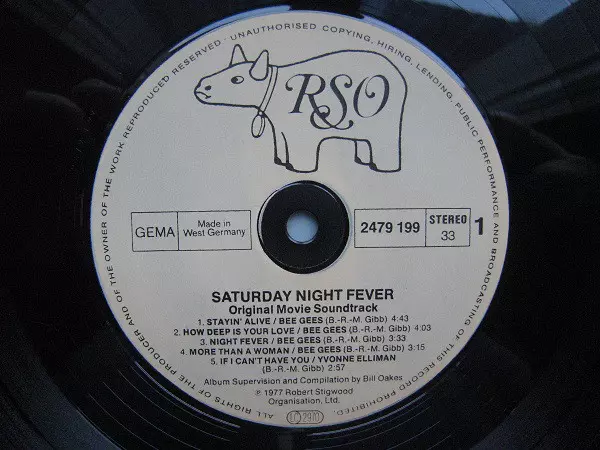 ALL RIGHTS OF THE PRODUCER AND OF THE OWNER OF THE WORK REPRODUCED RESERVED · UNAUTHORISED COPYING, HIRING, LENDING, PUBLIC PERFORMANCE AND BROADCASTING OF THIS RECORD PROHIBITED.
RSO
GEMA
Made in
West Germany
2479 199
STEREO
33
1
SATURDAY NIGHT FEVER
Original Movie Soundtrack
1. STAYIN' ALIVE / BEE GEES (B.-R.-M. Gibb) 4:43
2. HOW DEEP IS YOUR LOVE / BEE GEES (B.-R.-M. Gibb) 4:03
3. NIGHT FEVER / BEE GEES (B.-R.-M. Gibb) 3:33
4. MORE THAN A WOMAN / BEE GEES (B.-R.-M. Gibb) 3:15
5. IF I CAN'T HAVE YOU / YVONNE ELLIMAN
(B.-R.-M. Gibb) 2:57
Album Supervision and Compilation by Bill Oakes
℗ 1977 Robert Stigwood
Organisation, Ltd.